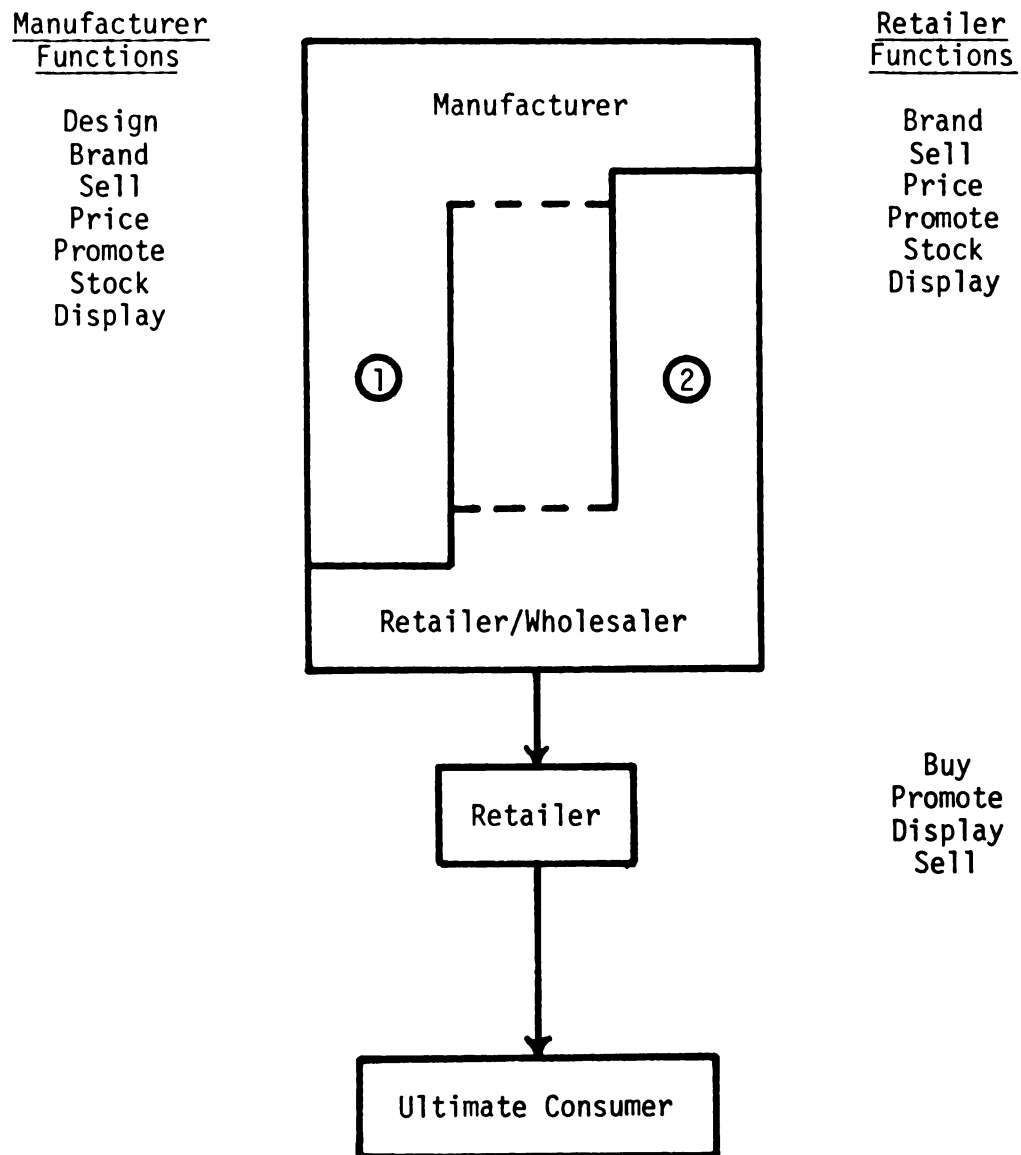 Manufacturer
Functions
Design
Brand
Sell
Price
Promote
Stock
Display
Manufacturer
1
2
Retailer/Wholesaler
Retailer
Functions
Brand
Sell
Price
Promote
Stock
Display
Retailer
Buy
Promote
Display
Sell
Ultimate Consumer